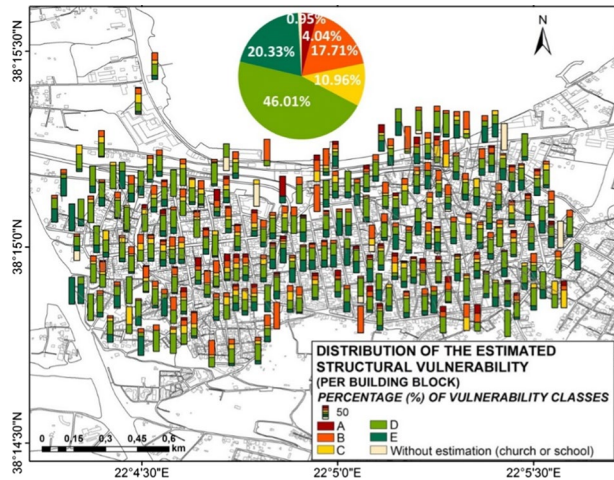 0.95%
4.04%
17.71%
10.96%
46.01%
20.33%
N
38°15'30"N
38°15'0"N
38°14'30"N
DISTRIBUTION OF THE ESTIMATED
STRUCTURAL VULNERABILITY
(PER BUILDING BLOCK)
PERCENTAGE (%) OF VULNERABILITY CLASSES
50
A D
B E
C Without estimation (church or school)
0 0,15 0,3 0,45 0,6
km
22°4'30"E 22°5'0"E 22°5'30"E